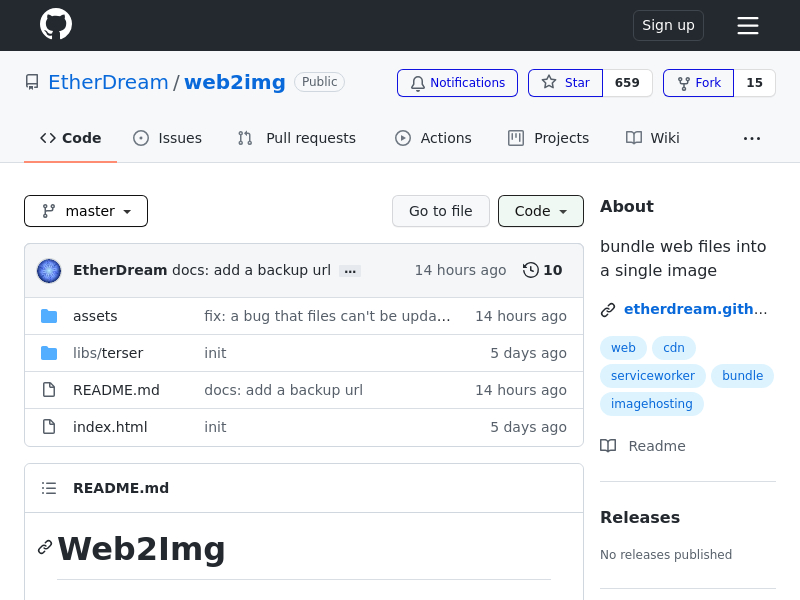 Sign up
EtherDream / web2img Public
Notifications Star 659 Fork 15
Code Issues Pull requests Actions Projects Wiki ...
master Go to file Code
EtherDream docs: add a backup url ... 14 hours ago 10
assets fix: a bug that files can't be upda... 14 hours ago
libs/terser init 5 days ago
README.md docs: add a backup url 14 hours ago
index.html init 5 days ago
README.md
Web2Img
About
bundle web files into
a single image
etherdream.gith...
web cdn
serviceworker bundle
imagehosting
Readme
Releases
No releases published